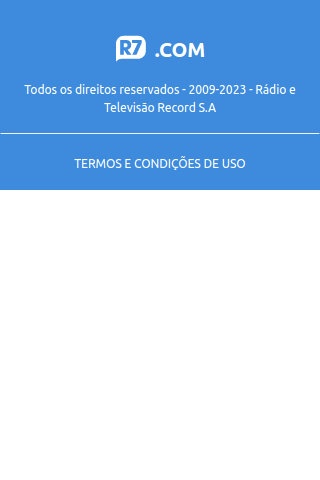 R7 .COM
Todos os direitos reservados - 2009-2023 - Rádio e
Televisão Record S.A
TERMOS E CONDIÇÕES DE USO